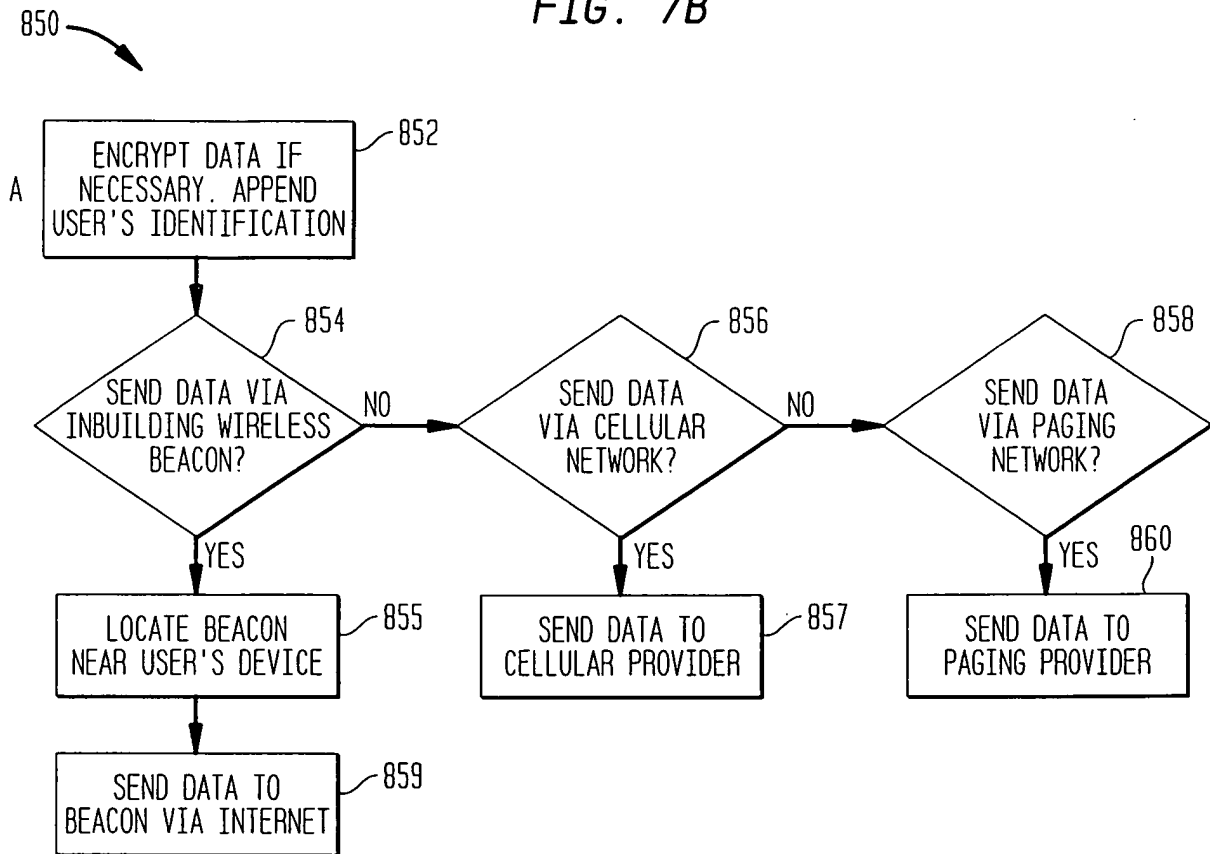 FIG. 7B
850
ENCRYPT DATA IF
NECESSARY. APPEND
USER'S IDENTIFICATION
852
A
SEND DATA VIA
INBUILDING WIRELESS
BEACON?
854
NO
SEND DATA
VIA CELLULAR
NETWORK?
856
NO
SEND DATA
VIA PAGING
NETWORK?
858
YES
YES
YES
860
LOCATE BEACON
NEAR USER'S DEVICE
855
SEND DATA TO
CELLULAR PROVIDER
857
SEND DATA TO
PAGING PROVIDER
SEND DATA TO
BEACON VIA INTERNET
859